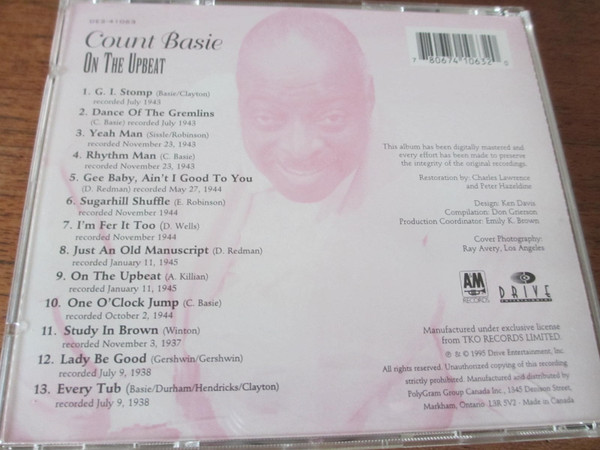 DE2-41065
Count Basie
ON THE UPBEAT
1. G. I. Stomp (Basie/Clayton)
recorded July 1943
2. Dance Of The Gremlins
(C. Basie) recorded July 1943
3. Yeah Man (Sissle/Robinson)
recorded November 23, 1943
4. Rhythm Man (C. Basie)
recorded November 23, 1943
5. Gee Baby, Ain't I Good To You
(D. Redman) recorded May 27, 1944
6. Sugarhill Shuffle (E. Robinson)
recorded November 1944
7. I'm Fer It Too (D. Wells)
recorded November 1944
8. Just An Old Manuscript (D. Redman)
recorded January 11, 1945
9. On The Upbeat (A. Killian)
recorded January 11, 1945
10. One O'Clock Jump (C. Basie)
recorded October 2, 1944
11. Study In Brown (Winton)
recorded November 3, 1937
12. Lady Be Good (Gershwin/Gershwin)
recorded July 9, 1938
13. Every Tub (Basie/Durham/Hendricks/Clayton)
recorded July 9, 1938
7 80674 10652 0
This album has been digitally mastered and
every effort has been made to preserve
the integrity of the original recordings.
Restoration by: Charles Lawrence
and Peter Hazeldine
Design: Ken Davis
Compilation: Don Grierson
Production Coordinator: Emily K. Brown
Cover Photography:
Ray Avery, Los Angeles
A&M
RECORDS
DRIVE
ENTERTAINMENT
Manufactured under exclusive license
from TKO RECORDS LIMITED.
℗ & © 1995 Drive Entertainment, Inc.
All rights reserved. Unauthorized copying of this recording
strictly prohibited. Manufactured and distributed by
PolyGram Group Canada Inc., 1345 Denison Street,
Markham, Ontario L3R 5V2 · Made in Canada